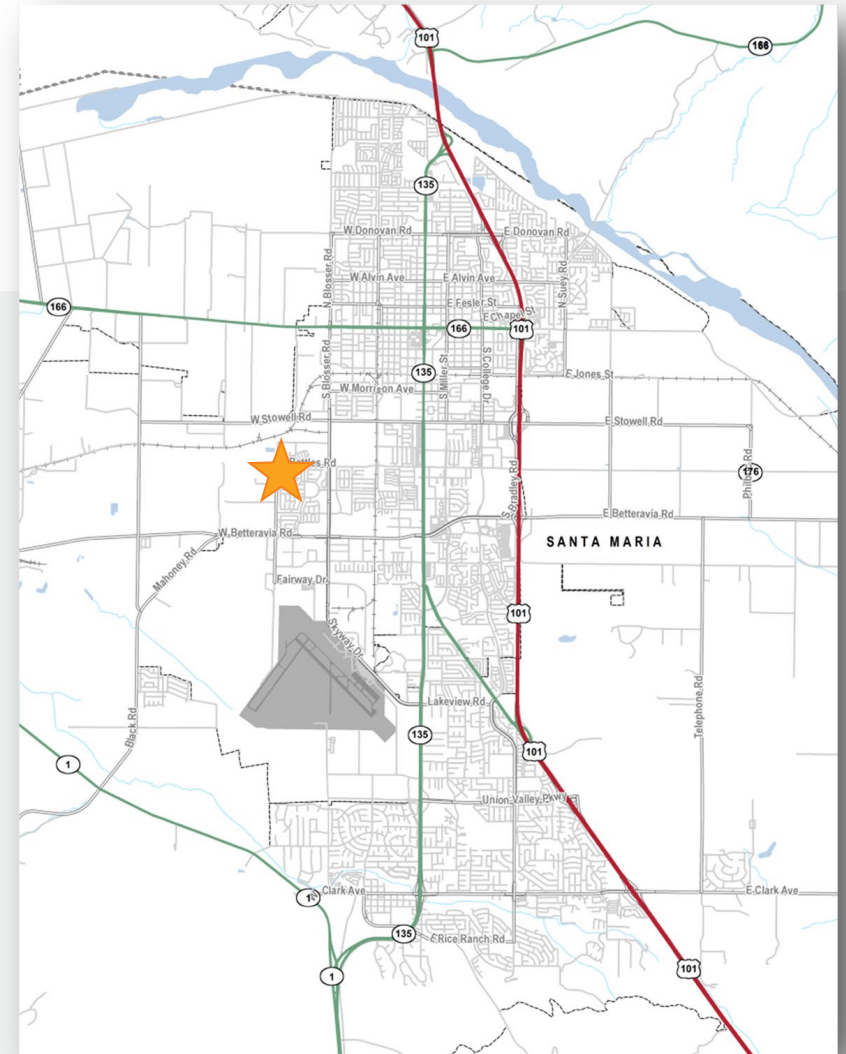 101
166
135
W Donovan Rd
E Donovan Rd
N Blosser Rd
W Alvin Ave
E Alvin Ave
N Suey Rd
166
E Fesler St
E Chapel St
166
101
S Blosser Rd
135
S Miller St
S College Dr
E Jones St
W Morrison Ave
W Stowell Rd
E Stowell Rd
Battles Rd
S Bradley Rd
176
E Betteravia Rd
W Betteravia Rd
SANTA MARIA
Mahoney Rd
Fairway Dr
101
Skyway Dr
Black Rd
Lakeview Rd
Telephone Rd
135
101
1
Union Valley Pkwy
1
Clark Ave
E Clark Ave
135
E Rice Ranch Rd
1
101